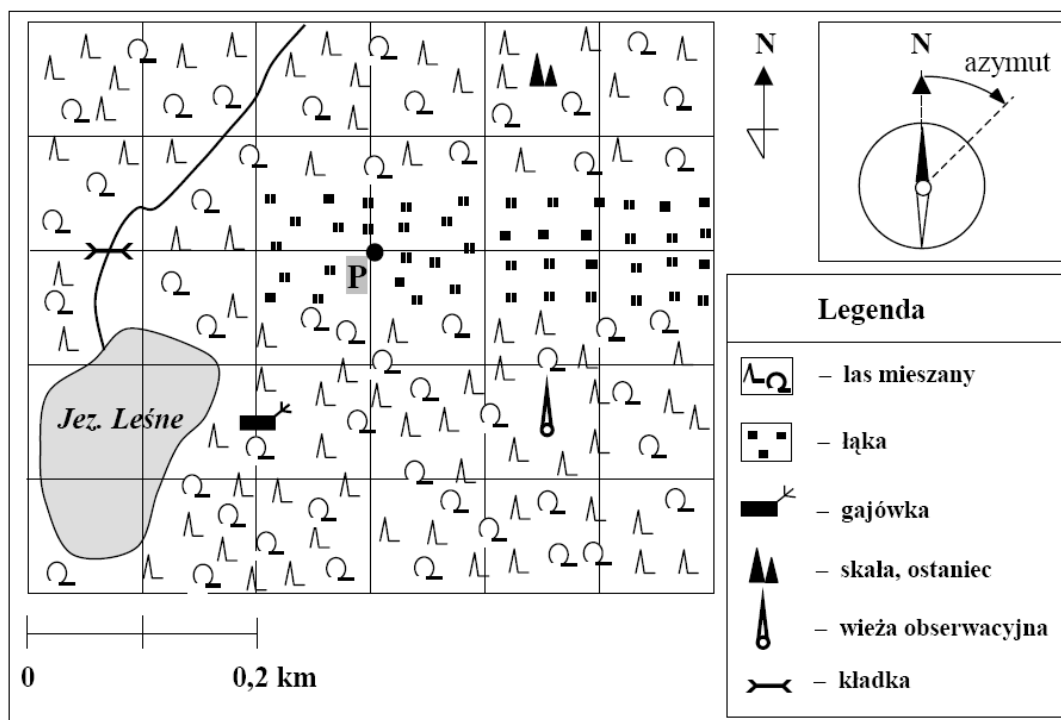 N
N
azymut
P
Jez. Leśne
0
0,2 km
Legenda
– las mieszany
– łąka
– gajówka
– skała, ostaniec
– wieża obserwacyjna
– kładka